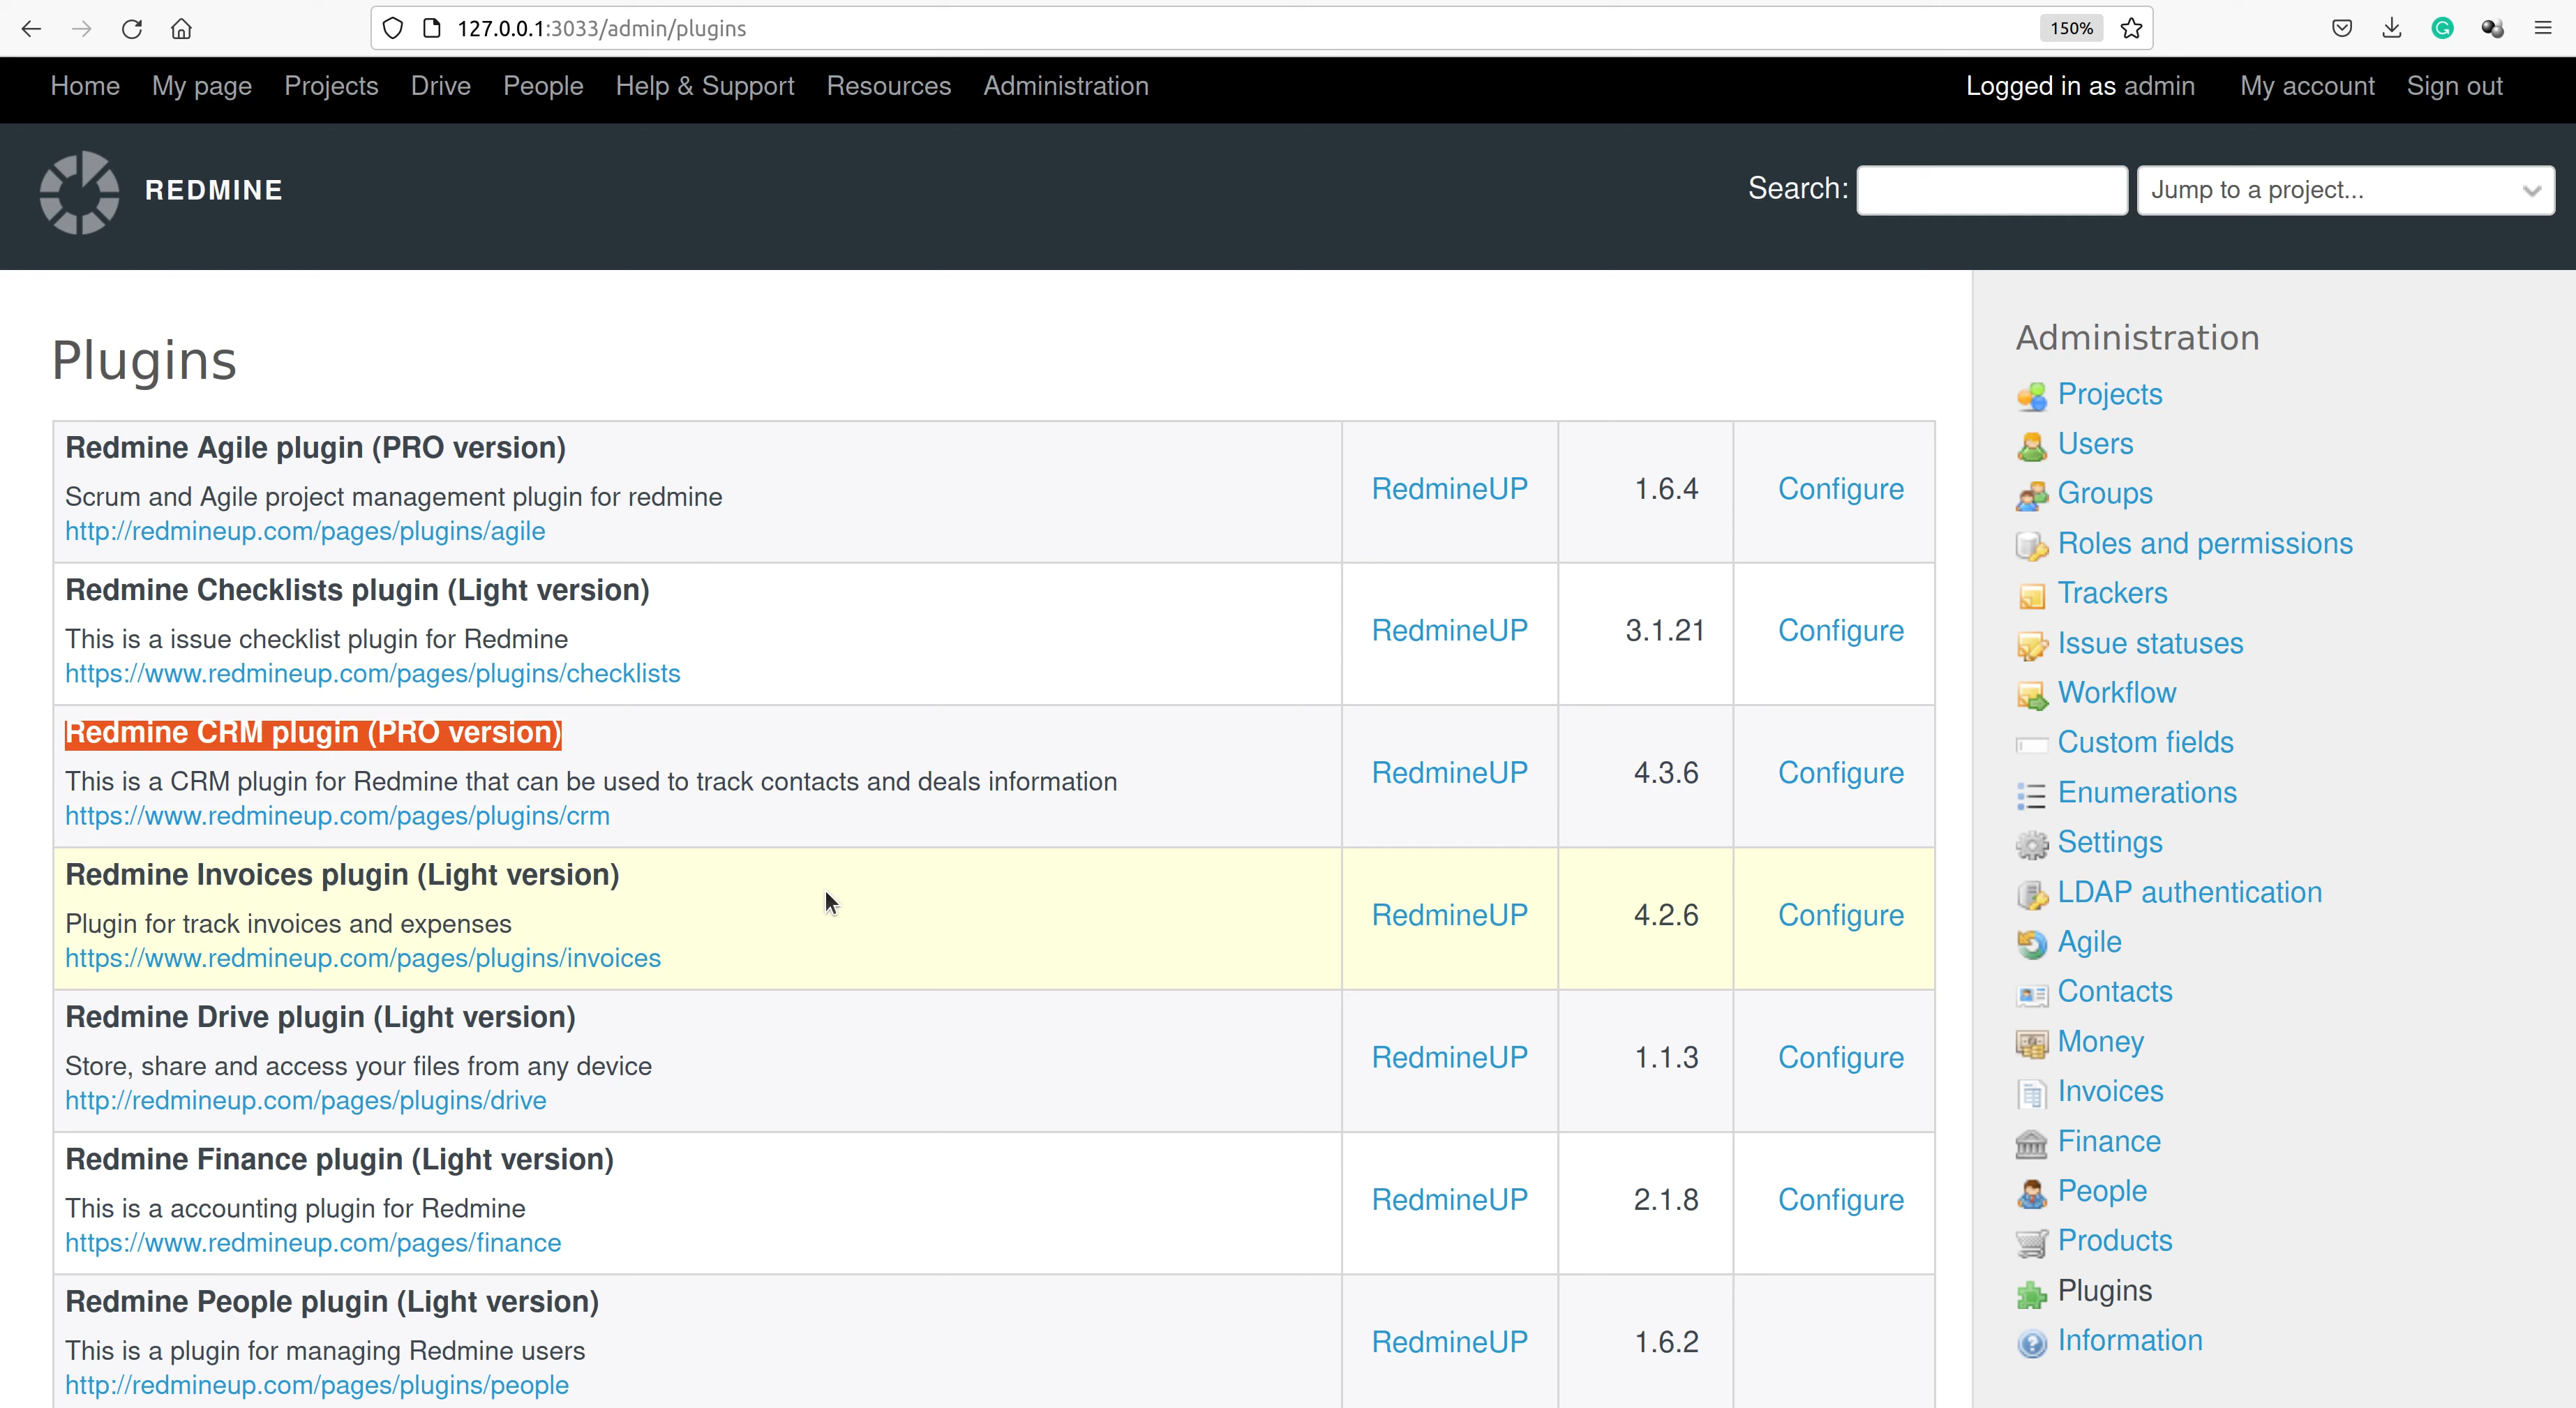 127.0.0.1:3033/admin/plugins
150%
Home My page Projects Drive People Help & Support Resources Administration
Logged in as admin My account Sign out
REDMINE
Search:
Jump to a project...
Plugins
Redmine Agile plugin (PRO version)
Scrum and Agile project management plugin for redmine
http://redmineup.com/pages/plugins/agile
RedmineUP
1.6.4
Configure
Redmine Checklists plugin (Light version)
This is a issue checklist plugin for Redmine
https://www.redmineup.com/pages/plugins/checklists
RedmineUP
3.1.21
Configure
Redmine CRM plugin (PRO version)
This is a CRM plugin for Redmine that can be used to track contacts and deals information
https://www.redmineup.com/pages/plugins/crm
RedmineUP
4.3.6
Configure
Redmine Invoices plugin (Light version)
Plugin for track invoices and expenses
https://www.redmineup.com/pages/plugins/invoices
RedmineUP
4.2.6
Configure
Redmine Drive plugin (Light version)
Store, share and access your files from any device
http://redmineup.com/pages/plugins/drive
RedmineUP
1.1.3
Configure
Redmine Finance plugin (Light version)
This is a accounting plugin for Redmine
https://www.redmineup.com/pages/finance
RedmineUP
2.1.8
Configure
Redmine People plugin (Light version)
This is a plugin for managing Redmine users
http://redmineup.com/pages/plugins/people
RedmineUP
1.6.2
Administration
Projects
Users
Groups
Roles and permissions
Trackers
Issue statuses
Workflow
Custom fields
Enumerations
Settings
LDAP authentication
Agile
Contacts
Money
Invoices
Finance
People
Products
Plugins
Information